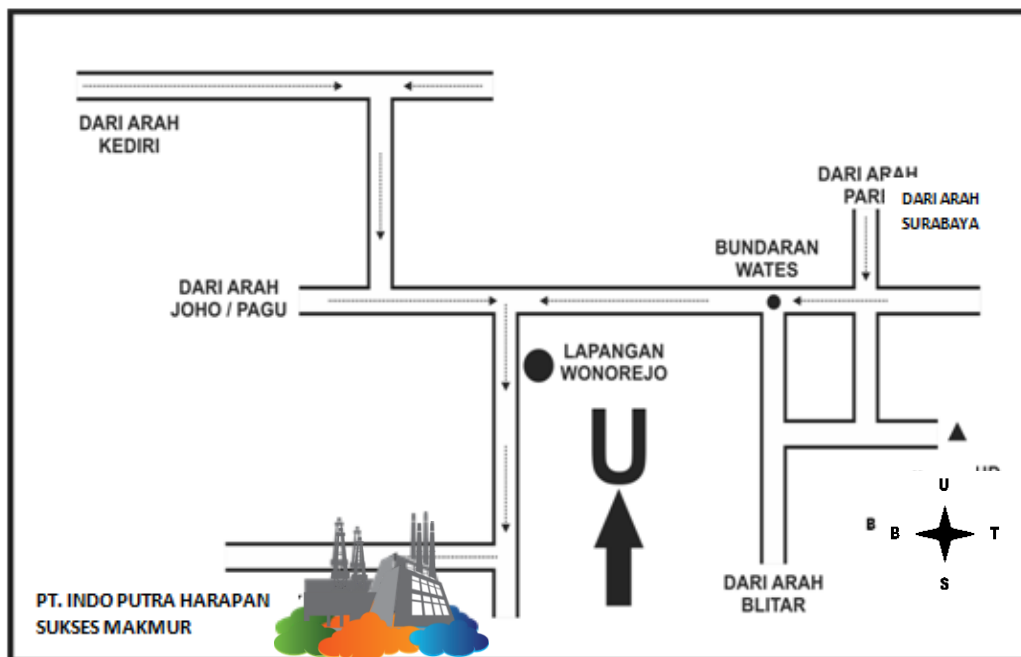 DARI ARAH
KEDIRI
DARI ARAH
PARE
DARI ARAH
SURABAYA
BUNDARAN
WATES
DARI ARAH
JOHO / PAGU
LAPANGAN
WONOREJO
U
U
B
B
T
S
DARI ARAH
BLITAR
PT. INDO PUTRA HARAPAN
SUKSES MAKMUR